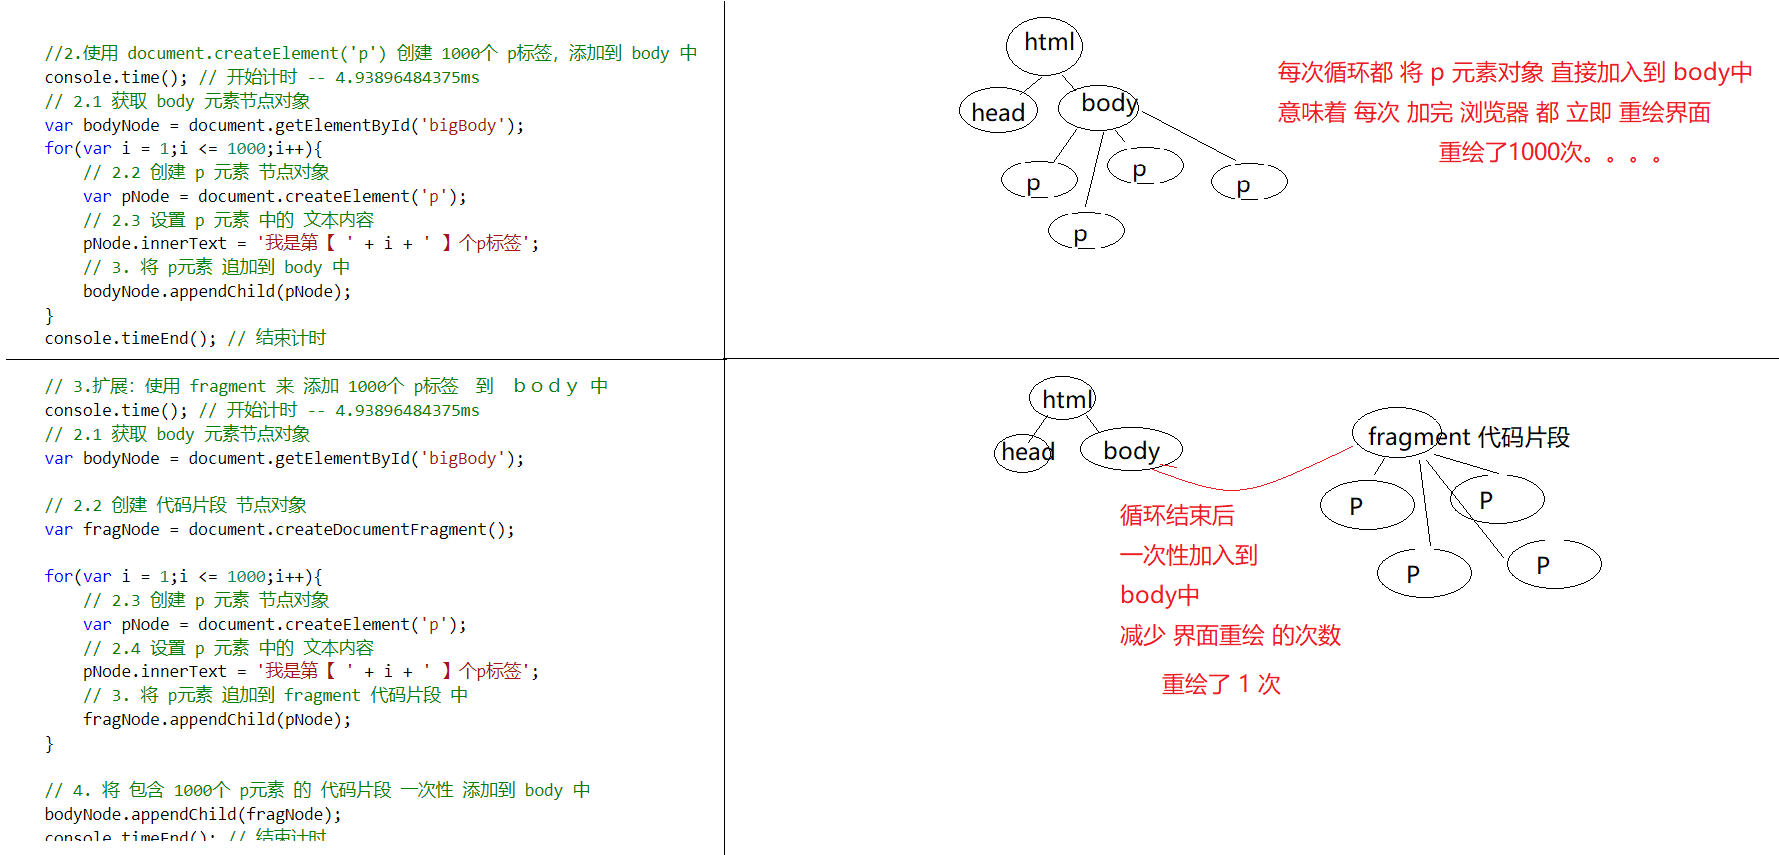 //2.使用 document.createElement('p') 创建 1000个 p标签，添加到 body 中
console.time(); // 开始计时 -- 4.93896484375ms
// 2.1 获取 body 元素节点对象
var bodyNode = document.getElementById('bigBody');
for(var i = 1;i <= 1000;i++){
// 2.2 创建 p 元素 节点对象
var pNode = document.createElement('p');
// 2.3 设置 p 元素 中的 文本内容
pNode.innerText = '我是第【 ' + i + ' 】个p标签';
// 3. 将 p元素 追加到 body 中
bodyNode.appendChild(pNode);
}
console.timeEnd(); // 结束计时
html
head
body
p
p
p
p
每次循环都 将 p 元素对象 直接加入到 body中
意味着 每次 加完 浏览器 都 立即 重绘界面
重绘了1000次。。。。
// 3.扩展：使用 fragment 来 添加 1000个 p标签　到　ｂｏｄｙ 中
console.time(); // 开始计时 -- 4.93896484375ms
// 2.1 获取 body 元素节点对象
var bodyNode = document.getElementById('bigBody');
// 2.2 创建 代码片段 节点对象
var fragNode = document.createDocumentFragment();
for(var i = 1;i <= 1000;i++){
// 2.3 创建 p 元素 节点对象
var pNode = document.createElement('p');
// 2.4 设置 p 元素 中的 文本内容
pNode.innerText = '我是第【 ' + i + ' 】个p标签';
// 3. 将 p元素 追加到 fragment 代码片段 中
fragNode.appendChild(pNode);
}
// 4. 将 包含 1000个 p元素 的 代码片段 一次性 添加到 body 中
bodyNode.appendChild(fragNode);
console.timeEnd(); // 结束计时
html
head
body
fragment 代码片段
P
P
P
P
循环结束后
一次性加入到
body中
减少 界面重绘 的次数
重绘了 1 次